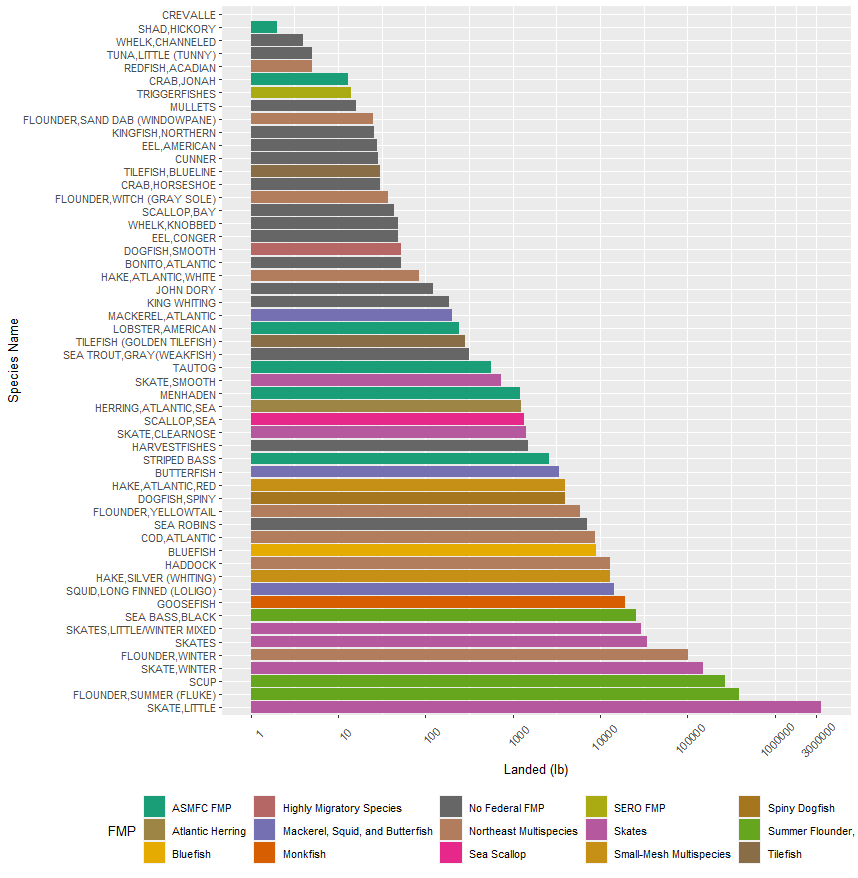 CREVALLE
SHAD,HICKORY
WHELK,CHANNELED
TUNA,LITTLE (TUNNY)
REDFISH,ACADIAN
CRAB,JONAH
TRIGGERFISHES
MULLETS
FLOUNDER,SAND DAB (WINDOWPANE)
KINGFISH,NORTHERN
EEL,AMERICAN
CUNNER
TILEFISH,BLUELINE
CRAB,HORSESHOE
FLOUNDER,WITCH (GRAY SOLE)
SCALLOP,BAY
WHELK,KNOBBED
EEL,CONGER
DOGFISH,SMOOTH
BONITO,ATLANTIC
HAKE,ATLANTIC,WHITE
JOHN DORY
KING WHITING
MACKEREL,ATLANTIC
LOBSTER,AMERICAN
TILEFISH (GOLDEN TILEFISH)
SEA TROUT,GRAY(WEAKFISH)
TAUTOG
SKATE,SMOOTH
MENHADEN
HERRING,ATLANTIC,SEA
SCALLOP,SEA
SKATE,CLEARNOSE
HARVESTFISHES
STRIPED BASS
BUTTERFISH
HAKE,ATLANTIC,RED
DOGFISH,SPINY
FLOUNDER,YELLOWTAIL
SEA ROBINS
COD,ATLANTIC
BLUEFISH
HADDOCK
HAKE,SILVER (WHITING)
SQUID,LONG FINNED (LOLIGO)
GOOSEFISH
SEA BASS,BLACK
SKATES,LITTLE/WINTER MIXED
SKATES
FLOUNDER,WINTER
SKATE,WINTER
SCUP
FLOUNDER,SUMMER (FLUKE)
SKATE,LITTLE
Species Name
1 10 100 1000 10000 100000 1000000 3000000
Landed (lb)
FMP
ASMFC FMP Highly Migratory Species No Federal FMP SERO FMP Spiny Dogfish
Atlantic Herring Mackerel, Squid, and Butterfish Northeast Multispecies Skates Summer Flounder,
Bluefish Monkfish Sea Scallop Small-Mesh Multispecies Tilefish